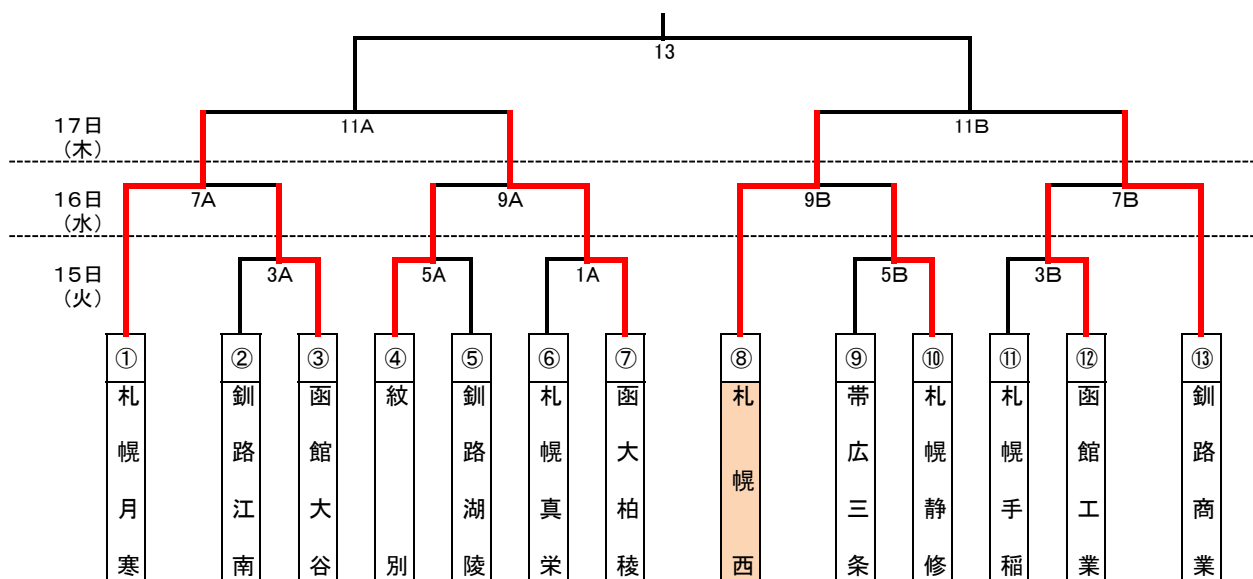 13
17日
(木)
11A
11B
16日
(水)
7A
9A
9B
7B
15日
(火)
3A
5A
1A
5B
3B
①
②
③
④
⑤
⑥
⑦
⑧
⑨
⑩
⑪
⑫
⑬
札幌月寒
釧路江南
函館大谷
紋別
釧路湖陵
札幌真栄
函大柏稜
札幌西
帯広三条
札幌静修
札幌手稲
函館工業
釧路商業